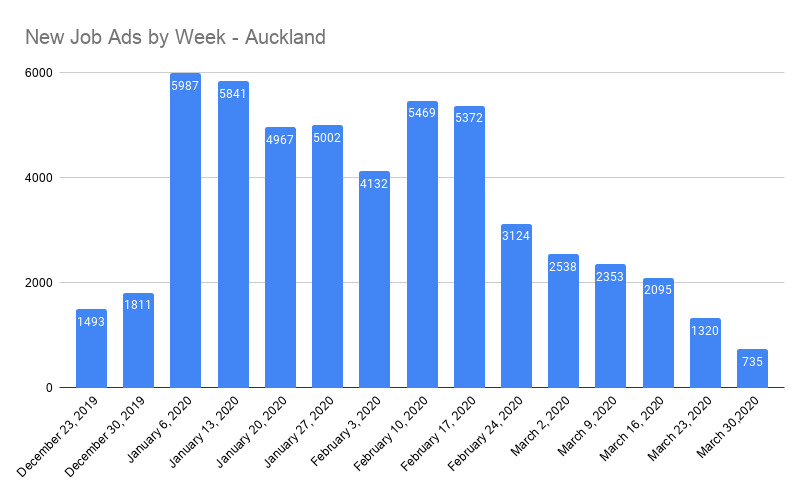 New Job Ads by Week - Auckland
6000
4000
2000
0
1493
1811
5987
5841
4967
5002
4132
5469
5372
3124
2538
2353
2095
1320
735
December 23, 2019
December 30, 2019
January 6, 2020
January 13, 2020
January 20, 2020
January 27, 2020
February 3, 2020
February 10, 2020
February 17, 2020
February 24, 2020
March 2, 2020
March 9, 2020
March 16, 2020
March 23, 2020
March 30,2020